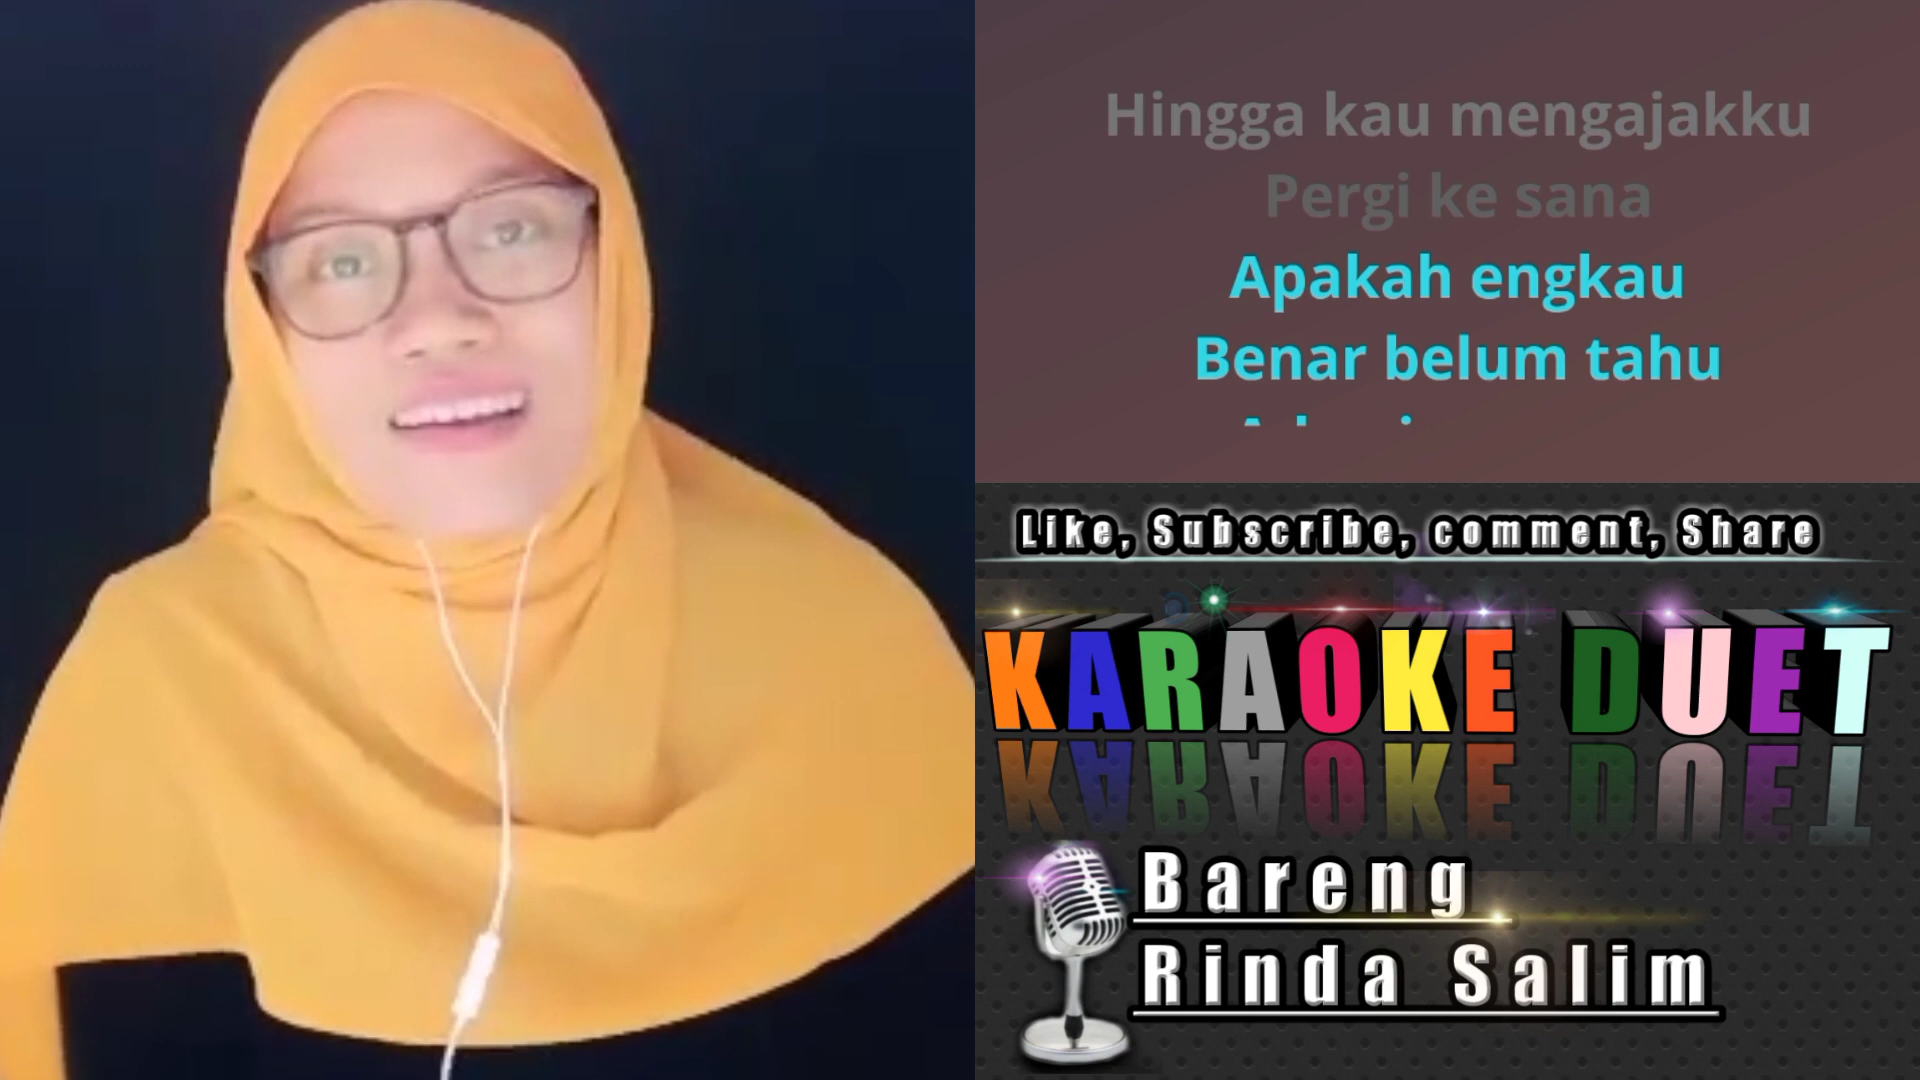 Hingga kau mengajakku
Pergi ke sana
Apakah engkau
Benar belum tahu
Like, Subscribe, comment, Share
KARAOKE DUET
Bareng
Rinda Salim